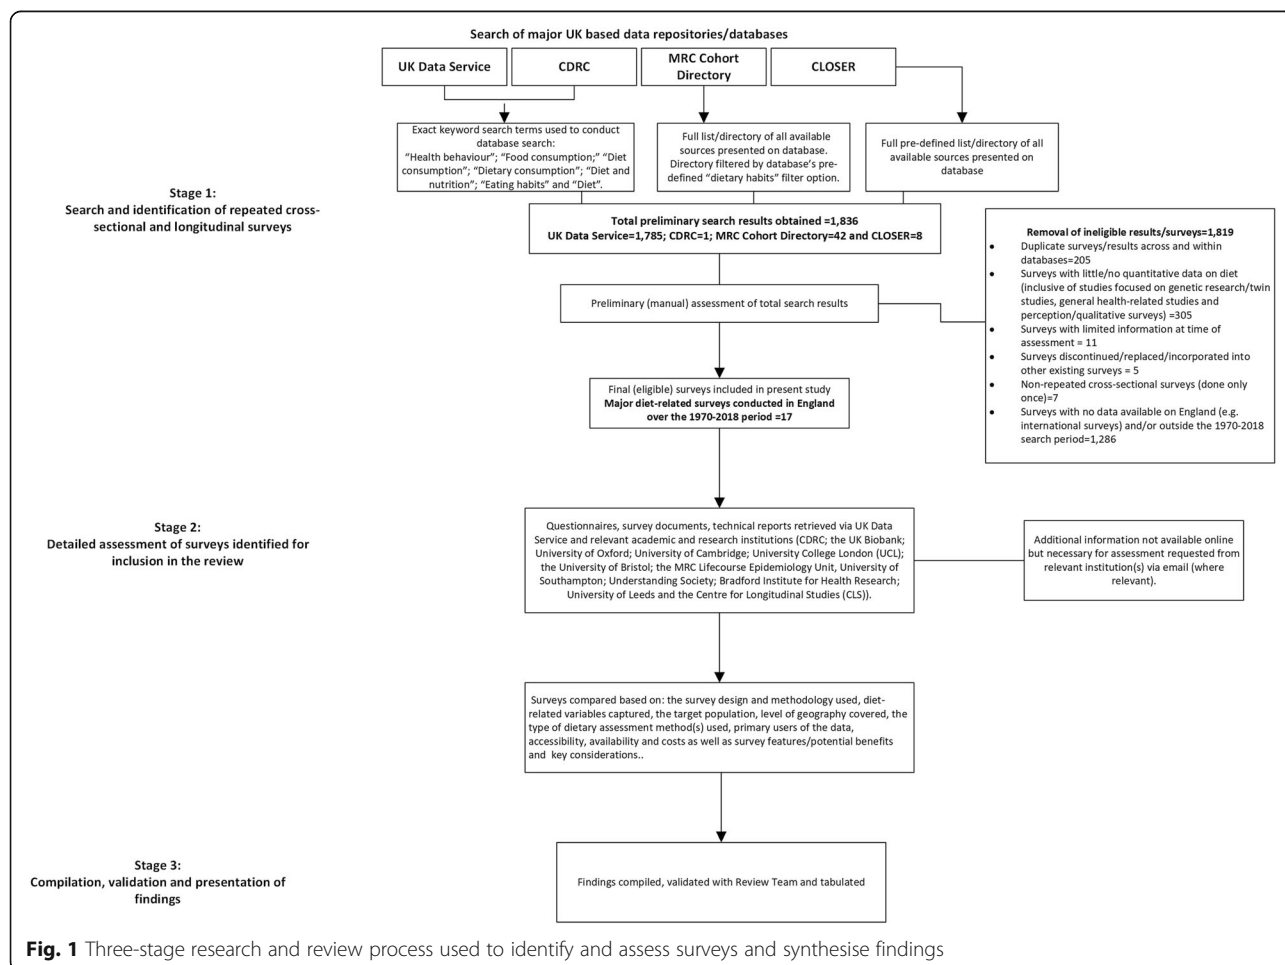 Search of major UK based data repositories/databases
UK Data Service
CDRC
MRC Cohort
Directory
CLOSER
Exact keyword search terms used to conduct
database search:
“Health behaviour”; “Food consumption;” “Diet
consumption”; “Dietary consumption”; “Diet and
nutrition”; “Eating habits” and “Diet”.
Full list/directory of all available
sources presented on database.
Directory filtered by database’s pre-
defined “dietary habits” filter option.
Full pre-defined list/directory of all
available sources presented on
database
Stage 1:
Search and identification of repeated cross-
sectional and longitudinal surveys
Total preliminary search results obtained =1,836
UK Data Service=1,785; CDRC=1; MRC Cohort Directory=42 and CLOSER=8
Preliminary (manual) assessment of total search results
Removal of ineligible results/surveys=1,819
• Duplicate surveys/results across and within
databases=205
• Surveys with little/no quantitative data on diet
(inclusive of studies focused on genetic research/twin
studies, general health-related studies and
perception/qualitative surveys) =305
• Surveys with limited information at time of
assessment = 11
• Surveys discontinued/replaced/incorporated into
other existing surveys = 5
• Non-repeated cross-sectional surveys (done only
once)=7
• Surveys with no data available on England (e.g.
international surveys) and/or outside the 1970-2018
search period=1,286
Final (eligible) surveys included in present study
Major diet-related surveys conducted in England
over the 1970-2018 period =17
Stage 2:
Detailed assessment of surveys identified for
inclusion in the review
Questionnaires, survey documents, technical reports retrieved via UK Data
Service and relevant academic and research institutions (CDRC; the UK Biobank;
University of Oxford; University of Cambridge; University College London (UCL);
the University of Bristol; the MRC Lifecourse Epidemiology Unit, University of
Southampton; Understanding Society; Bradford Institute for Health Research;
University of Leeds and the Centre for Longitudinal Studies (CLS)).
Additional information not available online
but necessary for assessment requested from
relevant institution(s) via email (where
relevant).
Surveys compared based on: the survey design and methodology used, diet-
related variables captured, the target population, level of geography covered, the
type of dietary assessment method(s) used, primary users of the data,
accessibility, availability and costs as well as survey features/potential benefits
and key considerations..
Stage 3:
Compilation, validation and presentation of
findings
Findings compiled, validated with Review Team and tabulated
Fig. 1 Three-stage research and review process used to identify and assess surveys and synthesise findings